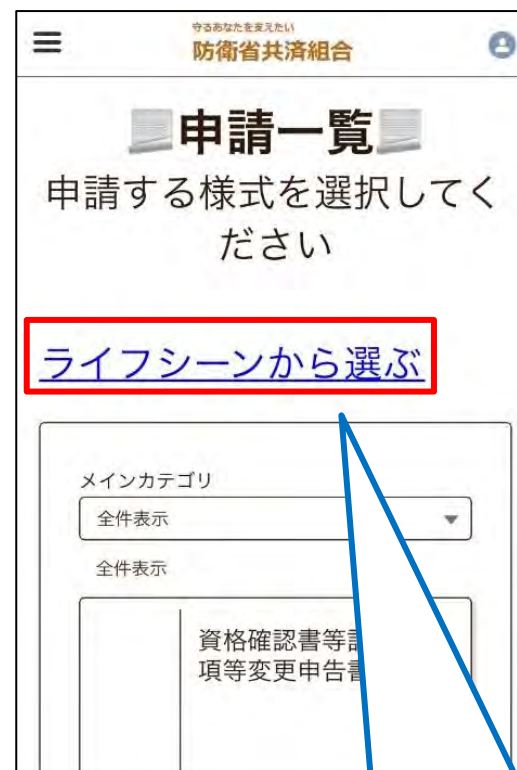 守るあなたを支えたい
防衛省共済組合
申請一覧
申請する様式を選択してく
ださい
ライフシーンから選ぶ
メインカテゴリ
全件表示
全件表示
資格確認書等
項等変更申告書